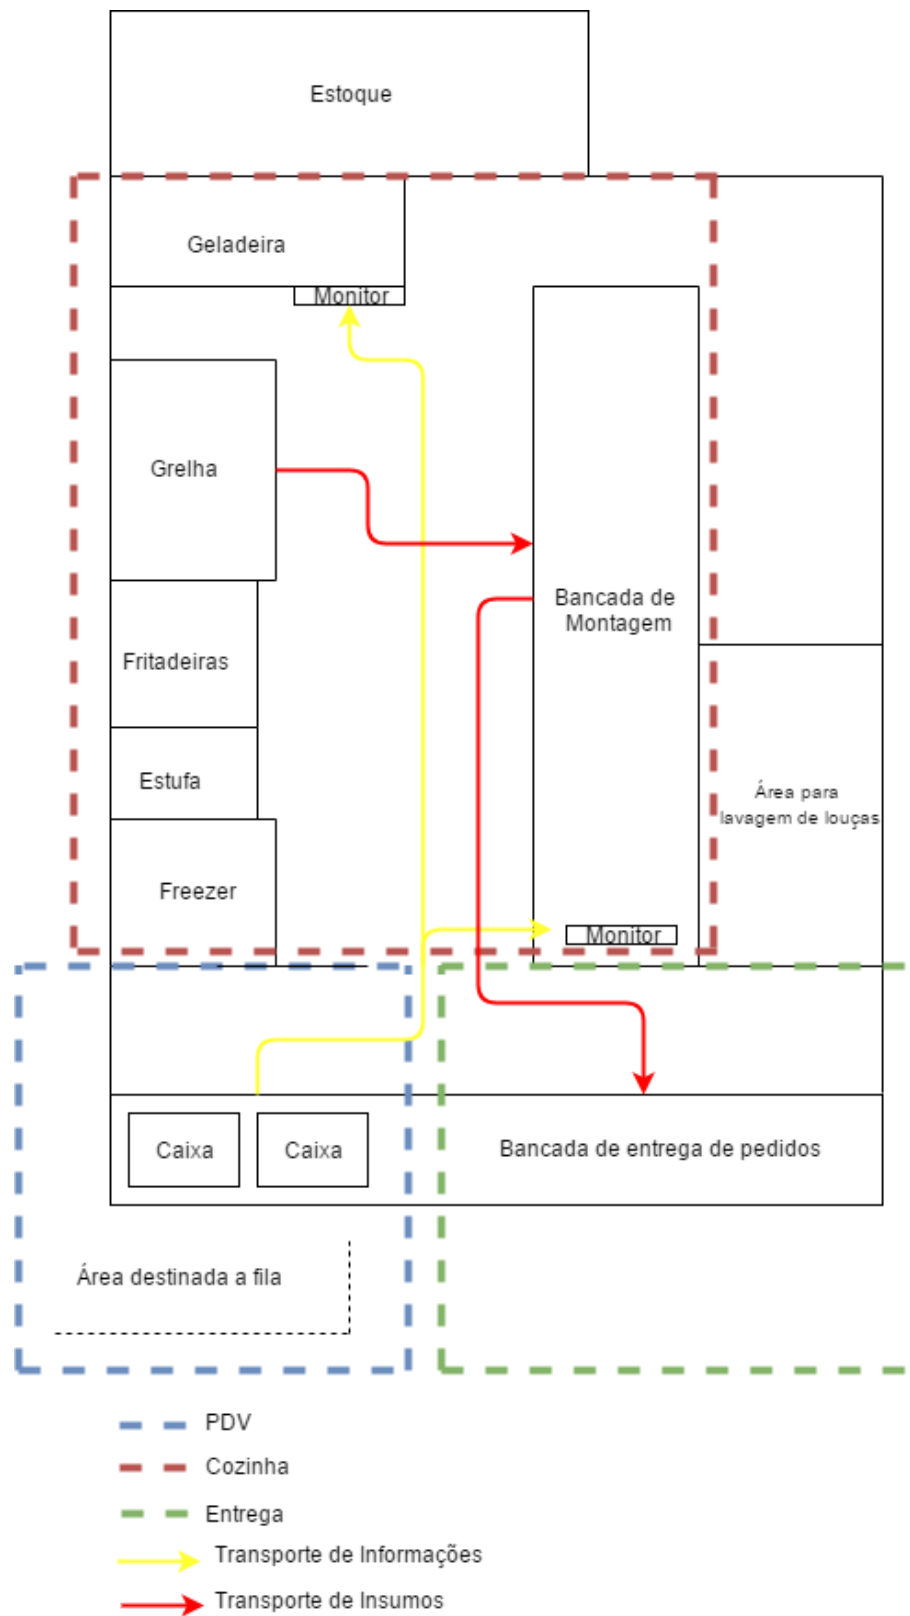 Estoque
Geladeira
Monitor
Grelha
Bancada de
Montagem
Fritadeiras
Estufa
Área para
lavagem de louças
Freezer
Monitor
Caixa
Caixa
Bancada de entrega de pedidos
Área destinada a fila
PDV
Cozinha
Entrega
Transporte de Informações
Transporte de Insumos